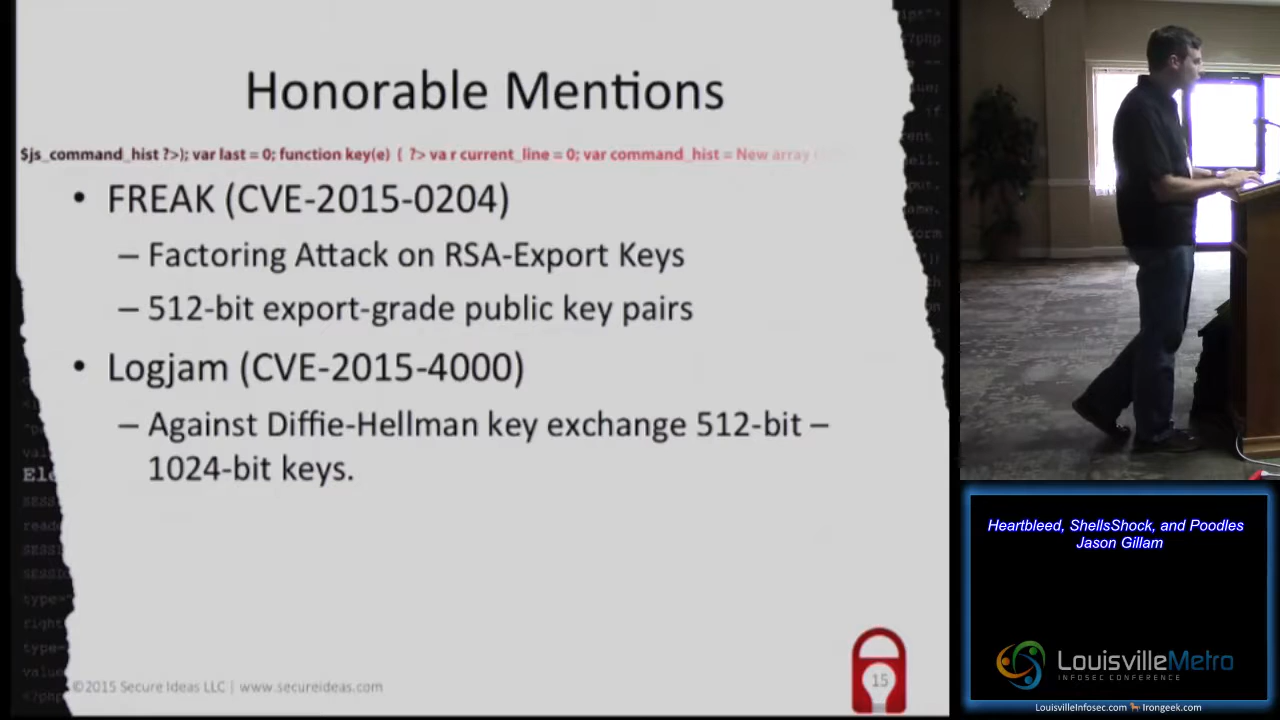 Honorable Mentions
$js_command_hist ?>); var last = 0; function key(e) { ?> va r current_line = 0; var command_hist = New array
• FREAK (CVE-2015-0204)
– Factoring Attack on RSA-Export Keys
– 512-bit export-grade public key pairs
• Logjam (CVE-2015-4000)
– Against Diffie-Hellman key exchange 512-bit –
1024-bit keys.
©2015 Secure Ideas LLC | www.secureideas.com
15
Heartbleed, ShellsShock, and Poodles
Jason Gillam
LouisvilleMetro
INFOSEC CONFERENCE
LouisvilleInfosec.com Irongeek.com